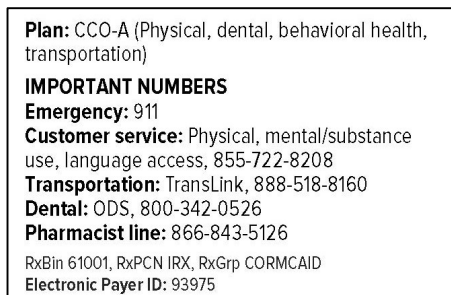 Plan: CCO-A (Physical, dental, behavioral health,
transportation)
IMPORTANT NUMBERS
Emergency: 911
Customer service: Physical, mental/substance
use, language access, 855-722-8208
Transportation: TransLink, 888-518-8160
Dental: ODS, 800-342-0526
Pharmacist line: 866-843-5126
RxBin 61001, RxPCN IRX, RxGrp CORMCAID
Electronic Payer ID: 93975